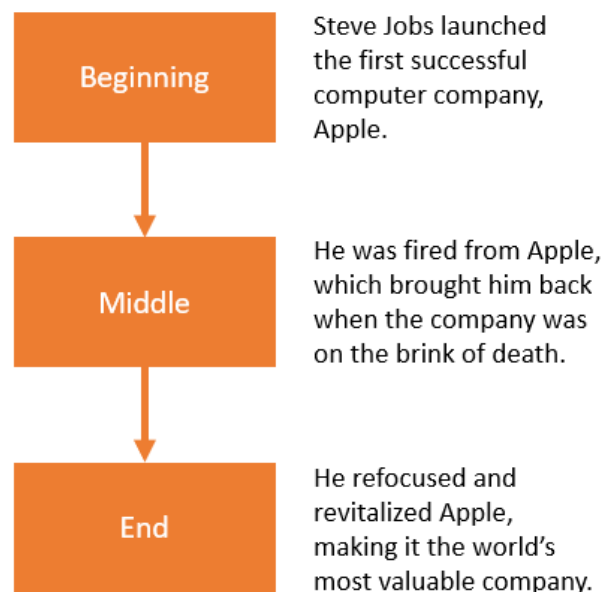 Beginning
Steve Jobs launched
the first successful
computer company,
Apple.
Middle
He was fired from Apple,
which brought him back
when the company was
on the brink of death.
End
He refocused and
revitalized Apple,
making it the world's
most valuable company.